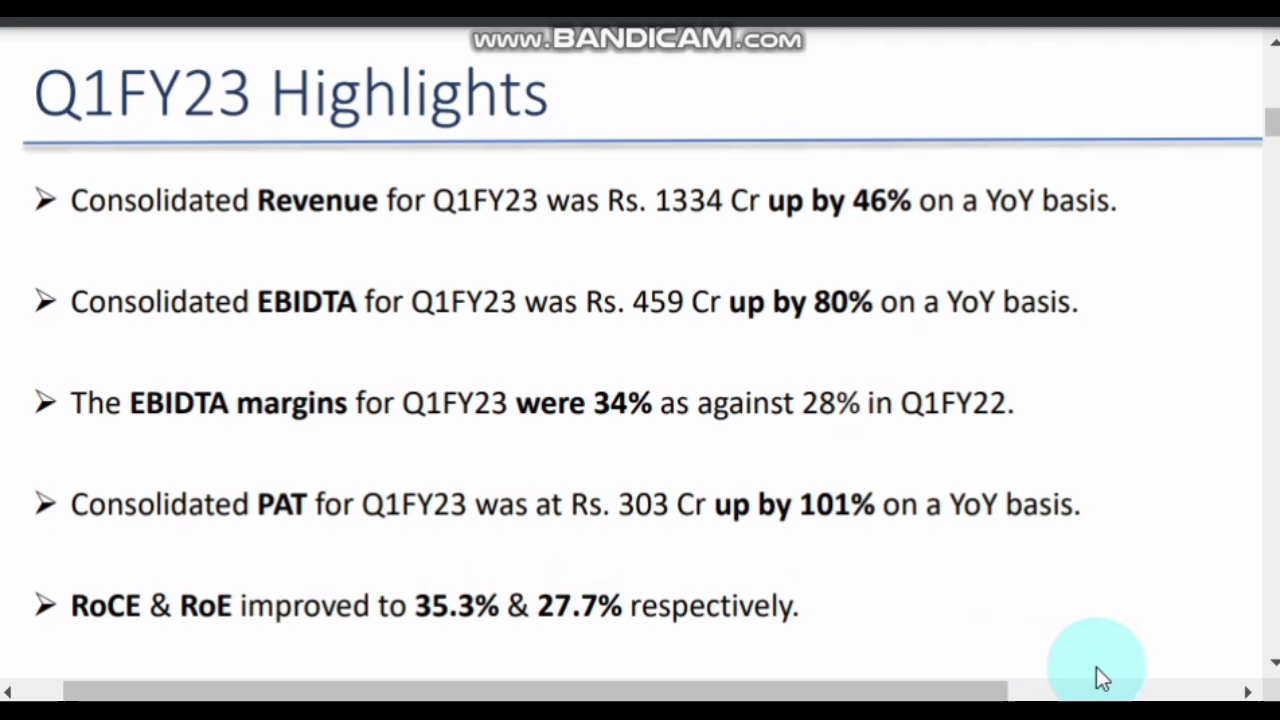 www.BANDICAM.com
Q1FY23 Highlights
➢ Consolidated Revenue for Q1FY23 was Rs. 1334 Cr up by 46% on a YoY basis.
➢ Consolidated EBIDTA for Q1FY23 was Rs. 459 Cr up by 80% on a YoY basis.
➢ The EBIDTA margins for Q1FY23 were 34% as against 28% in Q1FY22.
➢ Consolidated PAT for Q1FY23 was at Rs. 303 Cr up by 101% on a YoY basis.
➢ RoCE & RoE improved to 35.3% & 27.7% respectively.